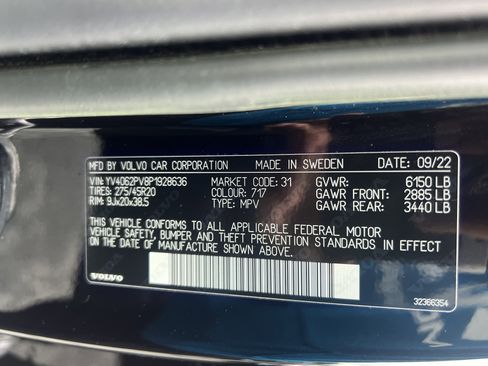 MFD BY VOLVO CAR CORPORATION MADE IN SWEDEN 09/22
VIN: YV4062PV8P1928636 MARKET CODE: 31 GVWR: 6150 LB
TIRES: 275/45R20 COLOUR: 717 GAWR FRONT: 2885 LB
RIM: 9Jx20x38.5 TYPE: MPV GAWR REAR: 3440 LB
THIS VEHICLE CONFORMS TO ALL APPLICABLE FEDERAL MOTOR
VEHICLE SAFETY, BUMPER AND THEFT PREVENTION STANDARDS IN EFFECT
ON THE DATE OF MANUFACTURE SHOWN ABOVE.
VOLVO
32366354